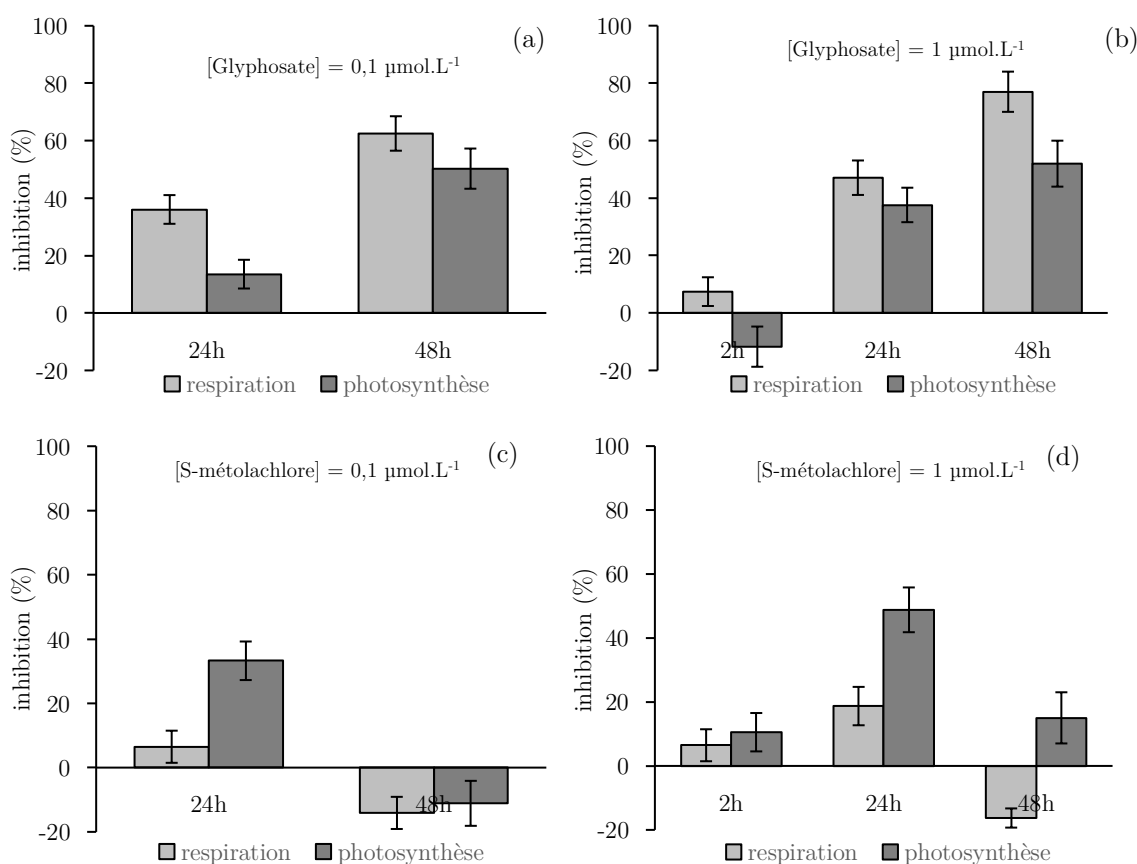 (a)
[Glyphosate] = 0,1 µmol.L-1
inhibition (%)
100
80
60
40
20
0
-20
24h 48h
respiration photosynthèse
(b)
[Glyphosate] = 1 µmol.L-1
inhibition (%)
100
80
60
40
20
0
-20
2h 24h 48h
respiration photosynthèse
(c)
[S-métolachlore] = 0,1 µmol.L-1
inhibition (%)
100
80
60
40
20
0
-20
24h 48h
respiration photosynthèse
(d)
[S-métolachlore] = 1 µmol.L-1
inhibition (%)
100
80
60
40
20
0
-20
2h 24h 48h
respiration photosynthèse